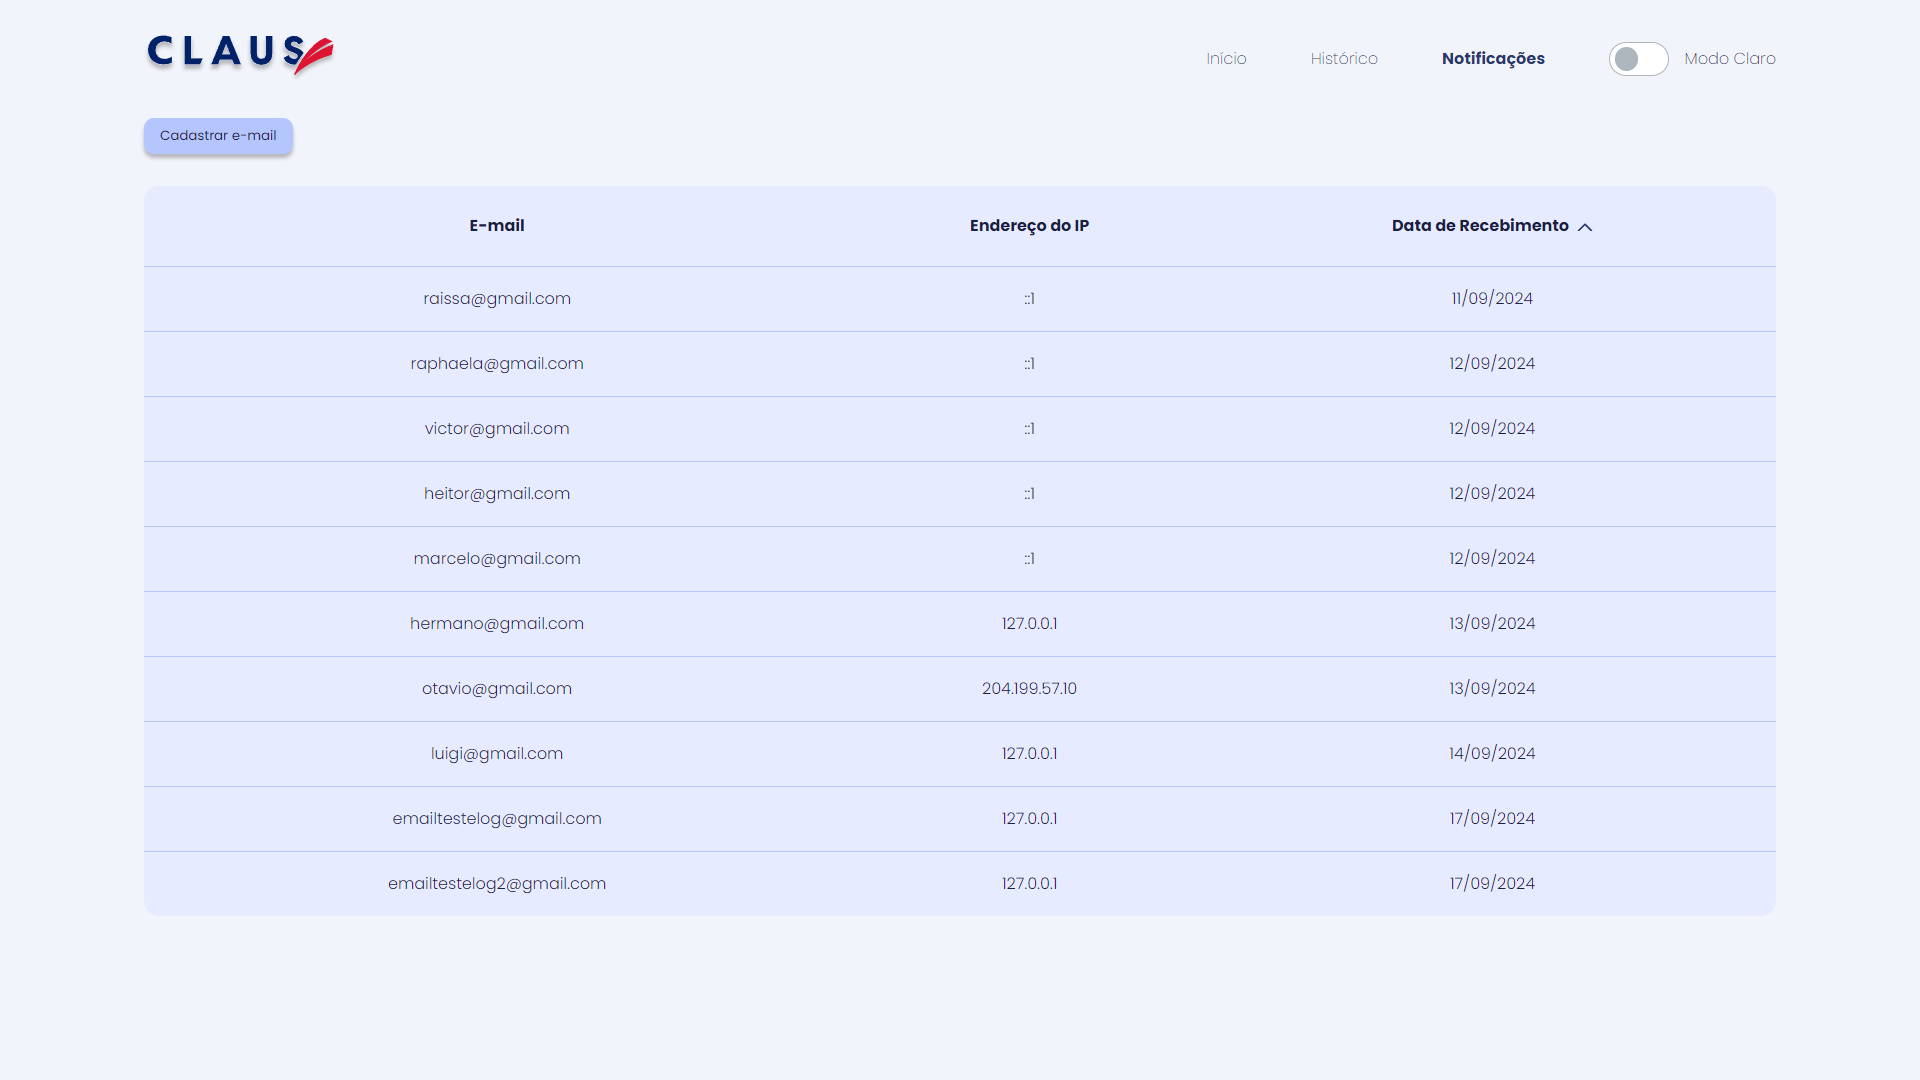 CLAUS
Início Histórico Notificações Modo Claro
Cadastrar e-mail
E-mail Endereço do IP Data de Recebimento
raissa@gmail.com ::1 11/09/2024
raphaela@gmail.com ::1 12/09/2024
victor@gmail.com ::1 12/09/2024
heitor@gmail.com ::1 12/09/2024
marcelo@gmail.com ::1 12/09/2024
hermano@gmail.com 127.0.0.1 13/09/2024
otavio@gmail.com 204.199.57.10 13/09/2024
luigi@gmail.com 127.0.0.1 14/09/2024
emailtestelog@gmail.com 127.0.0.1 17/09/2024
emailtestelog2@gmail.com 127.0.0.1 17/09/2024